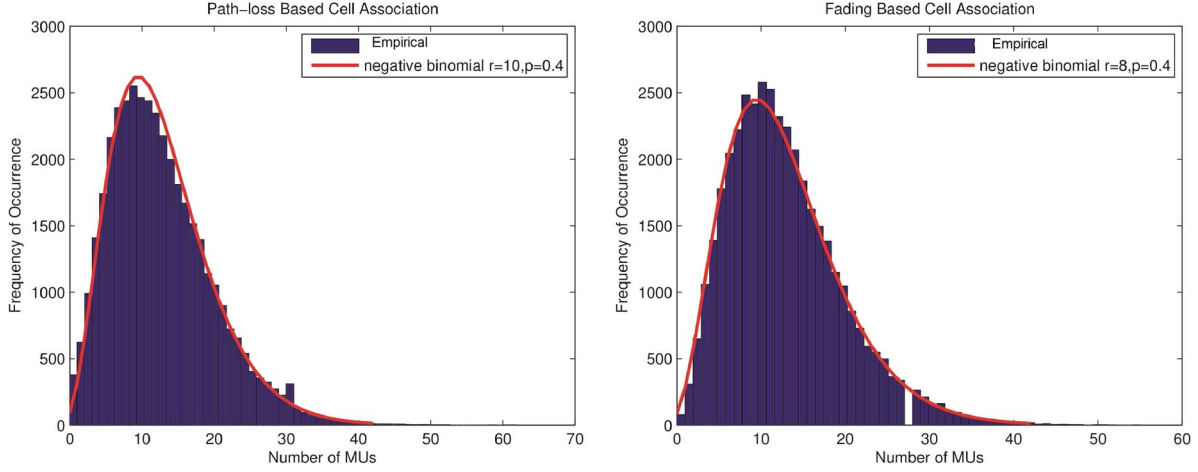 Path-loss Based Cell Association
3000
2500
2000
1500
1000
500
0
Frequency of Occurrence
Empirical
negative binomial r=10,p=0.4
0 10 20 30 40 50 60 70
Number of MUs
Fading Based Cell Association
3000
2500
2000
1500
1000
500
0
Frequency of Occurrence
Empirical
negative binomial r=8,p=0.4
0 10 20 30 40 50 60
Number of MUs